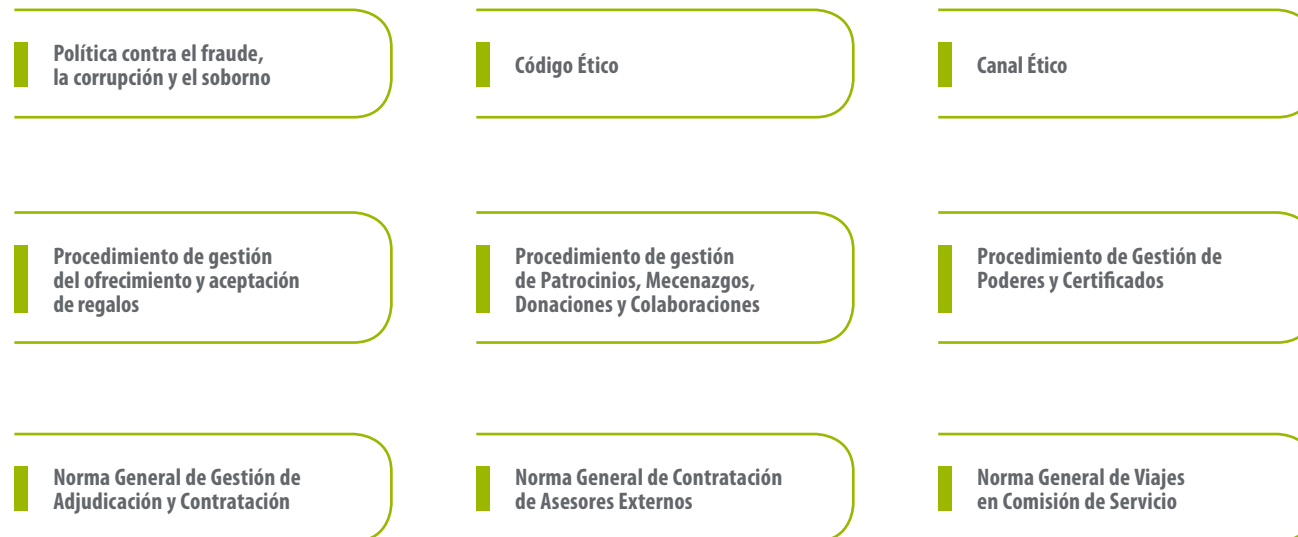 Política contra el fraude,
la corrupción y el soborno
Código Ético
Canal Ético
Procedimiento de gestión
del ofrecimiento y aceptación
de regalos
Procedimiento de gestión
de Patrocinios, Mecenazgos,
Donaciones y Colaboraciones
Procedimiento de Gestión de
Poderes y Certificados
Norma General de Gestión de
Adjudicación y Contratación
Norma General de Contratación
de Asesores Externos
Norma General de Viajes
en Comisión de Servicio